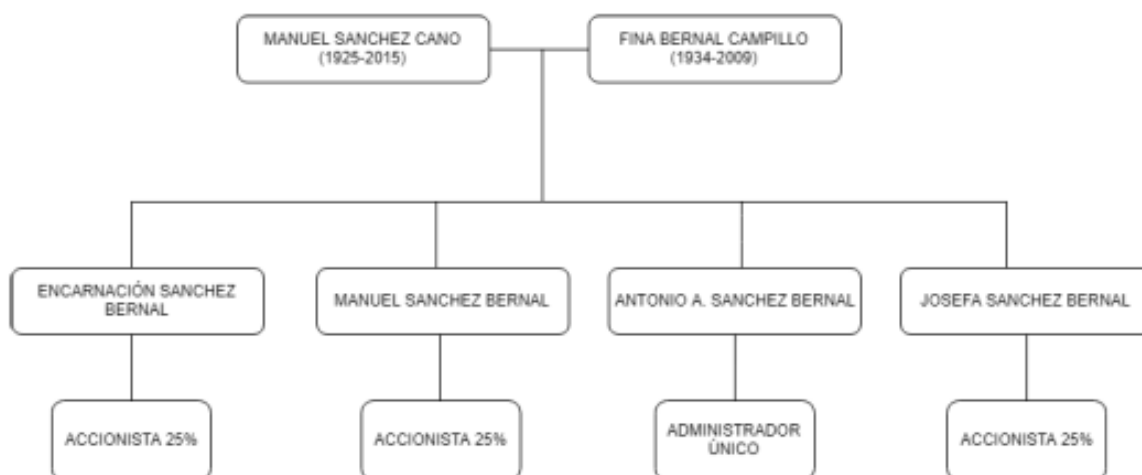 MANUEL SANCHEZ CANO
(1925-2015)
FINA BERNAL CAMPILLO
(1934-2009)
ENCARNACIÓN SANCHEZ
BERNAL
MANUEL SANCHEZ BERNAL
ANTONIO A. SANCHEZ BERNAL
JOSEFA SANCHEZ BERNAL
ACCIONISTA 25%
ACCIONISTA 25%
ADMINISTRADOR
ÚNICO
ACCIONISTA 25%